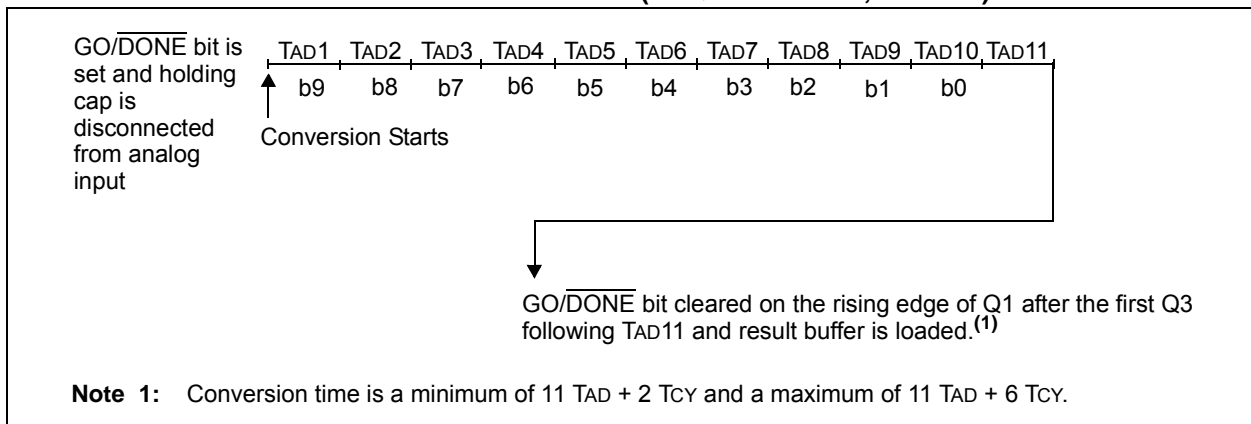 GO/DONE bit is
set and holding
cap is
disconnected
from analog
input
TAD1 TAD2 TAD3 TAD4 TAD5 TAD6 TAD7 TAD8 TAD9 TAD10 TAD11
b9 b8 b7 b6 b5 b4 b3 b2 b1 b0
Conversion Starts
GO/DONE bit cleared on the rising edge of Q1 after the first Q3
following TAD11 and result buffer is loaded.(1)
Note 1: Conversion time is a minimum of 11 TAD + 2 TCY and a maximum of 11 TAD + 6 TCY.